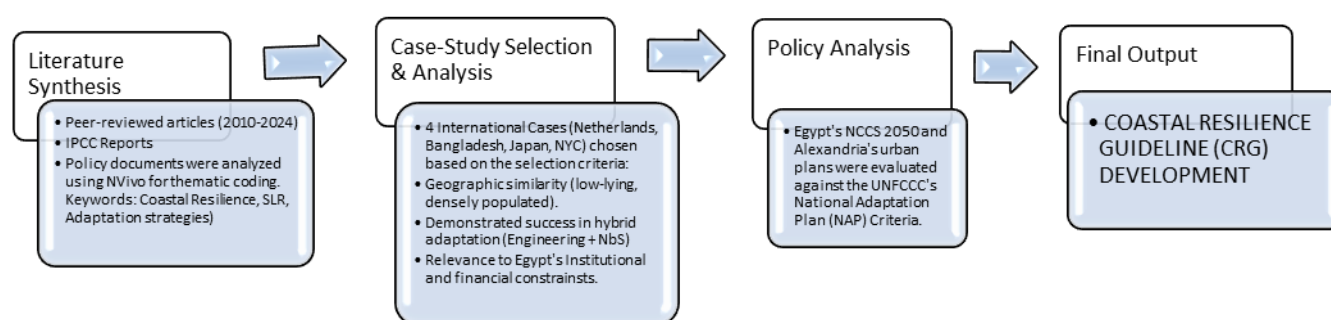 Literature
Synthesis
• Peer-reviewed articles (2010-2024)
• IPCC Reports
• Policy documents were analyzed
using NVivo for thematic coding.
Keywords: Coastal Resilience, SLR,
Adaptation strategies)
Case-Study Selection
& Analysis
• 4 International Cases (Netherlands,
Bangladesh, Japan, NYC) chosen
based on the selection criteria:
• Geographic similarity (low-lying,
densely populated).
• Demonstrated success in hybrid
adaptation (Engineering + NbS)
• Relevance to Egypt's Institutional
and financial constrainsts.
Policy Analysis
• Egypt's NCCS 2050 and
Alexandria's urban
plans were evaluated
against the UNFCCC's
National Adaptation
Plan (NAP) Criteria.
Final Output
• COASTAL RESILIENCE
GUIDELINE (CRG)
DEVELOPMENT